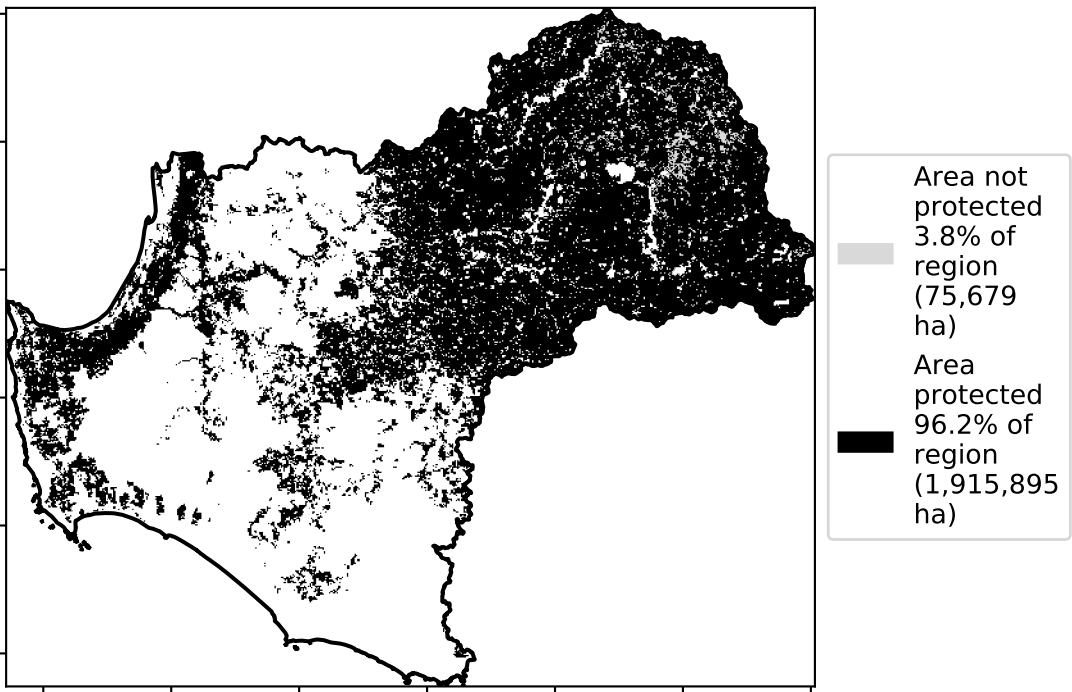 Area not
protected
3.8% of
region
(75,679
ha)
Area
protected
96.2% of
region
(1,915,895
ha)